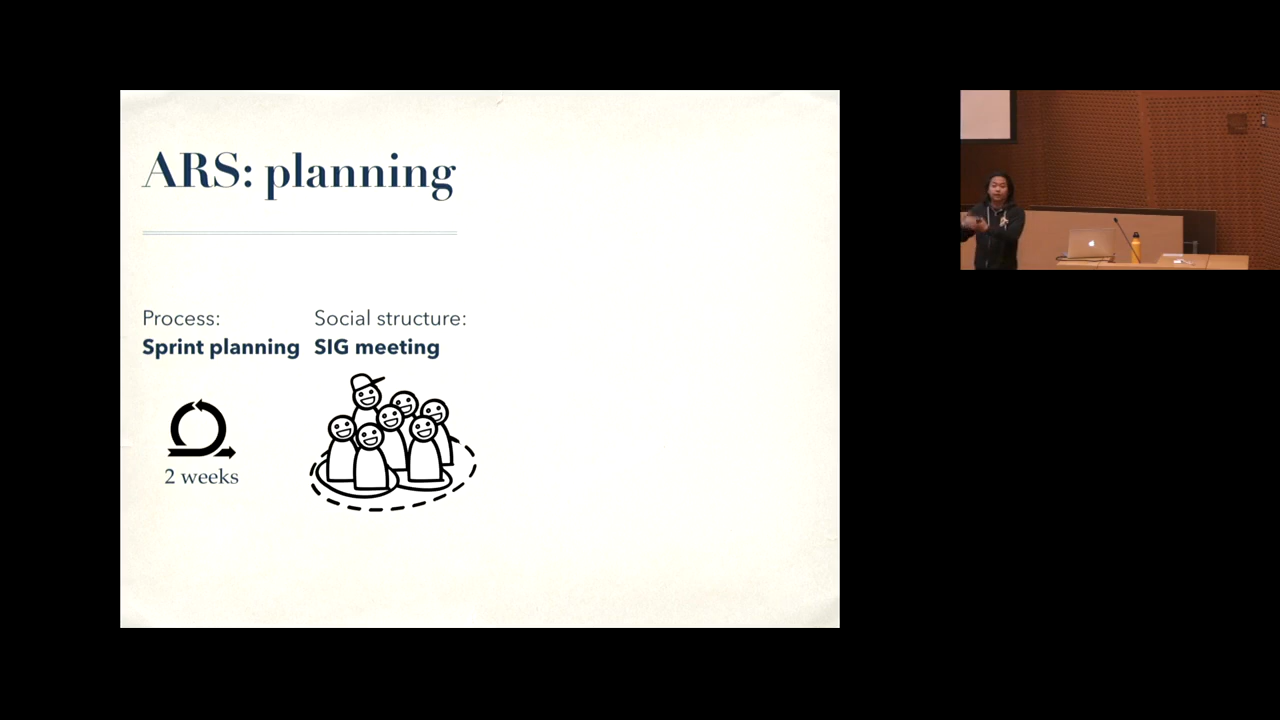 ARS: planning
Process:
Sprint planning
Social structure:
SIG meeting
2 weeks